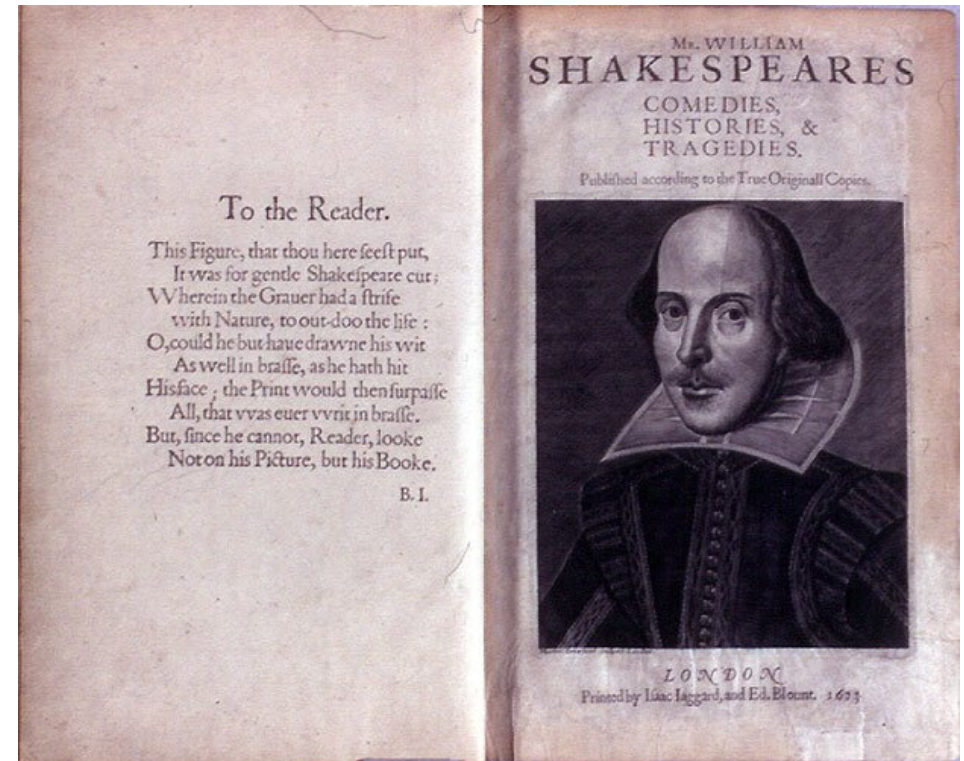 To the Reader.
This Figure, that thou here ſeeſt put,
It was for gentle Shakeſpeare cut;
VVherein the Grauer had a ſtrife
with Nature, to out-doo the life :
O, could he but haue drawne his wit
As well in braſſe, as he hath hit
His face ; the Print would then ſurpaſſe
All, that vvas euer vvrit in braſſe.
But, ſince he cannot, Reader, looke
Not on his Picture, but his Booke.
B. I.
Mr. WILLIAM
SHAKESPEARES
COMEDIES,
HISTORIES, &
TRAGEDIES.
Publiſhed according to the True Originall Copies.
LONDON
Printed by Iſaac Iaggard, and Ed. Blount. 1623